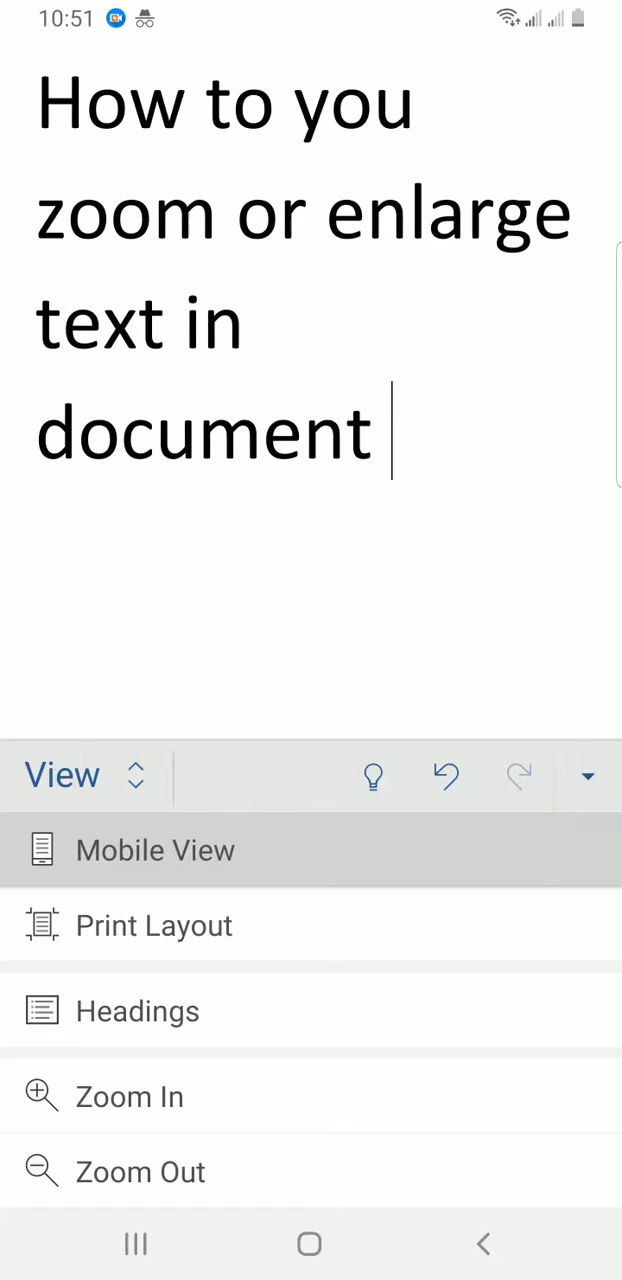 10:51
How to you
zoom or enlarge
text in
document
View
Mobile View
Print Layout
Headings
Zoom In
Zoom Out